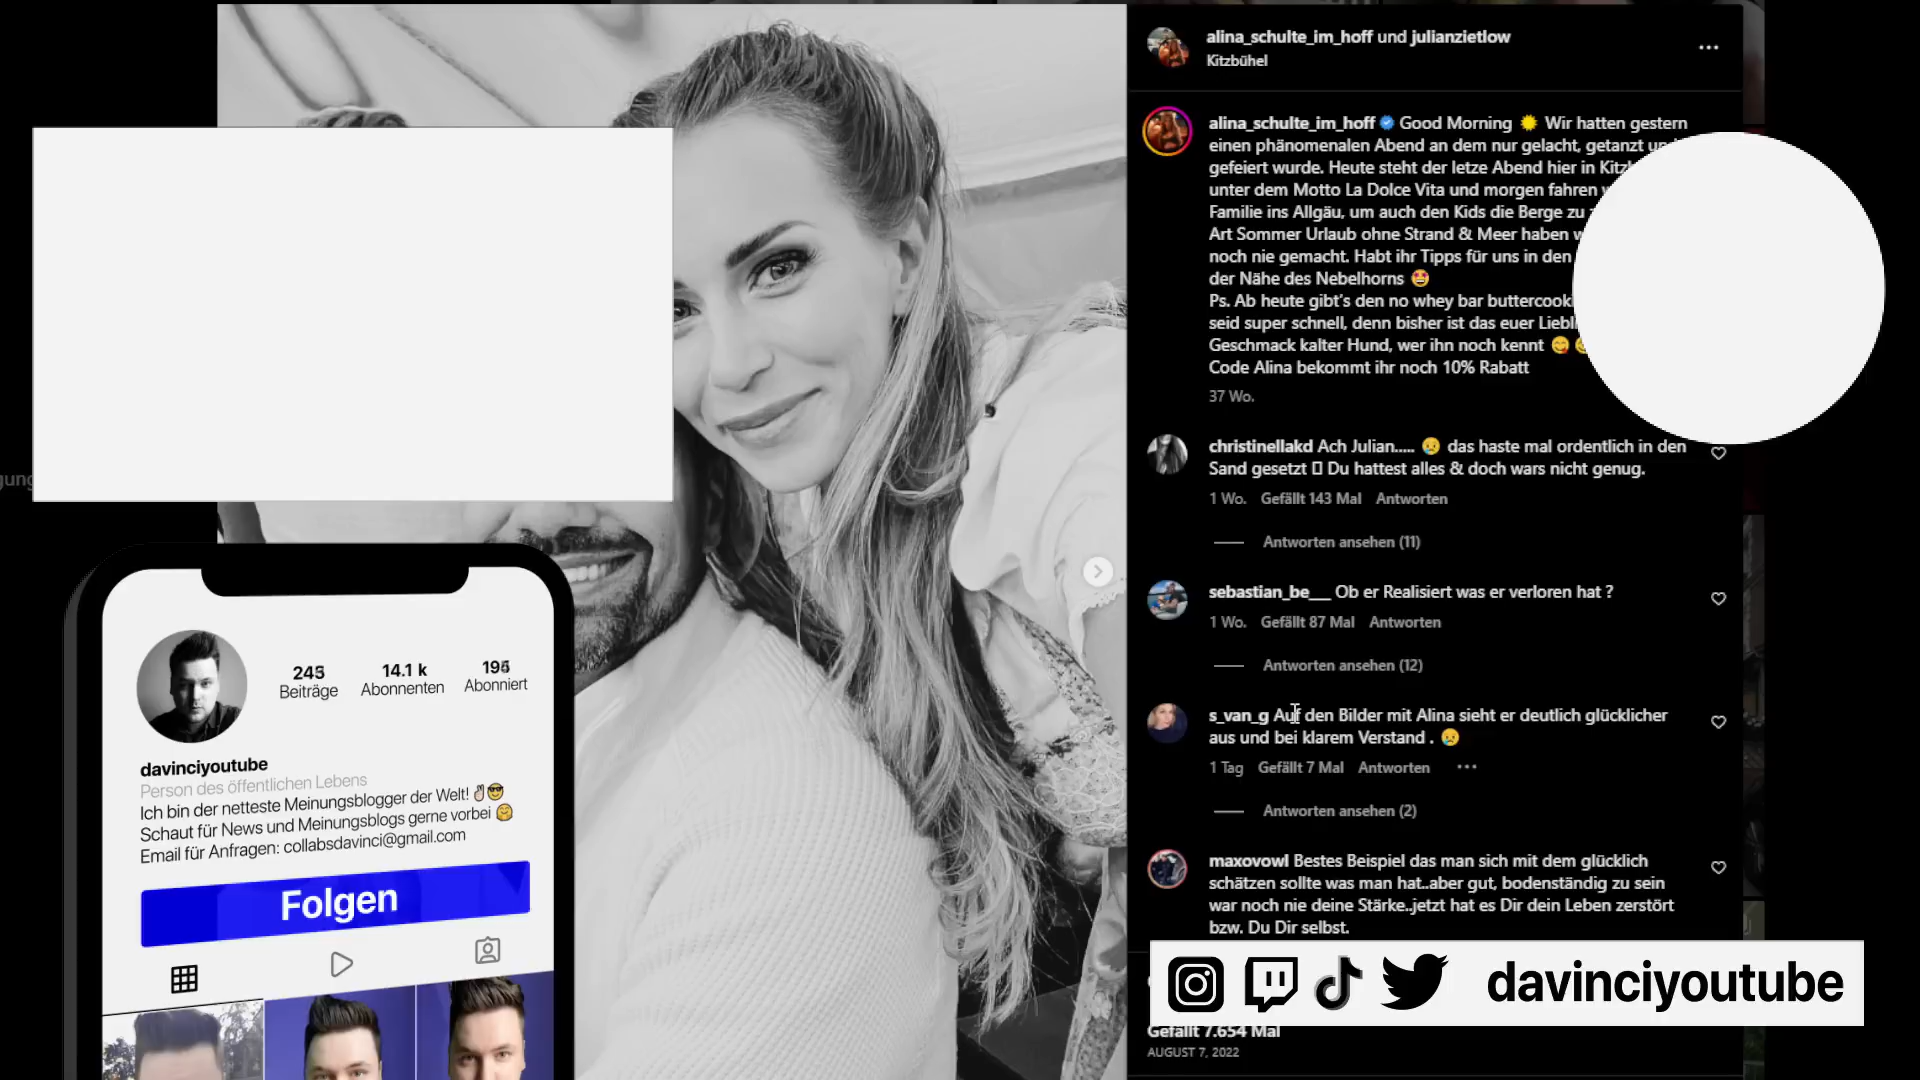 alina_schulte_im_hoff und julianzietlow
Kitzbühel
alina_schulte_im_hoff Good Morning ☀️ Wir hatten gestern
einen phänomenalen Abend an dem nur gelacht, getanzt
gefeiert wurde. Heute steht der letze Abend hier in
unter dem Motto La Dolce Vita und morgen fahren
Familie ins Allgäu, um auch den Kids die Berge zu
Art Sommer Urlaub ohne Strand & Meer haben
noch nie gemacht. Habt ihr Tipps für uns in den
der Nähe des Nebelhorns 🤩
Ps. Ab heute gibt's den no whey bar
seid super schnell, denn bisher ist das euer
Geschmack kalter Hund, wer ihn noch kennt 😋
Code Alina bekommt ihr noch 10% Rabatt
37 Wo.
christinellakd Ach Julian..... 😢 das haste mal ordentlich in den
Sand gesetzt Du hattest alles & doch wars nicht genug.
1 Wo. Gefällt 143 Mal Antworten
Antworten ansehen (11)
sebastian_be__ Ob er Realisiert was er verloren hat ?
1 Wo. Gefällt 87 Mal Antworten
Antworten ansehen (12)
s_van_g Auf den Bilder mit Alina sieht er deutlich glücklicher
aus und bei klarem Verstand . 😢
1 Tag Gefällt 7 Mal Antworten
Antworten ansehen (2)
maxovowl Bestes Beispiel das man sich mit dem glücklich
schätzen sollte was man hat..aber gut, bodenständig zu sein
war noch nie deine Stärke..jetzt hat es Dir dein Leben zerstört
bzw. Du Dir selbst.
Gefällt 7.654 Mal
AUGUST 7, 2022
14.1 k
Beiträge Abonnenten Abonniert
davinciyoutube
Person des öffentlichen Lebens
Ich bin der netteste Meinungsblogger der Welt! ✌🏻😎
Schaut für News und Meinungsblogs gerne vorbei 🤗
Email für Anfragen: collabsdavinci@gmail.com
Folgen
davinciyoutube